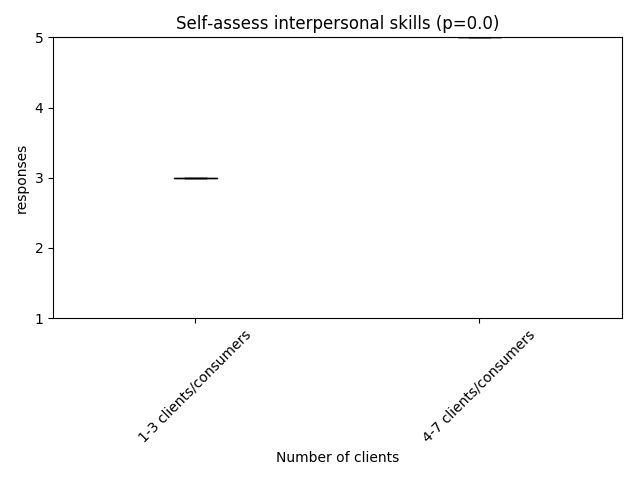 Self-assess interpersonal skills (p=0.0)
5
4
3
2
1
responses
1-3 clients/consumers
4-7 clients/consumers
Number of clients